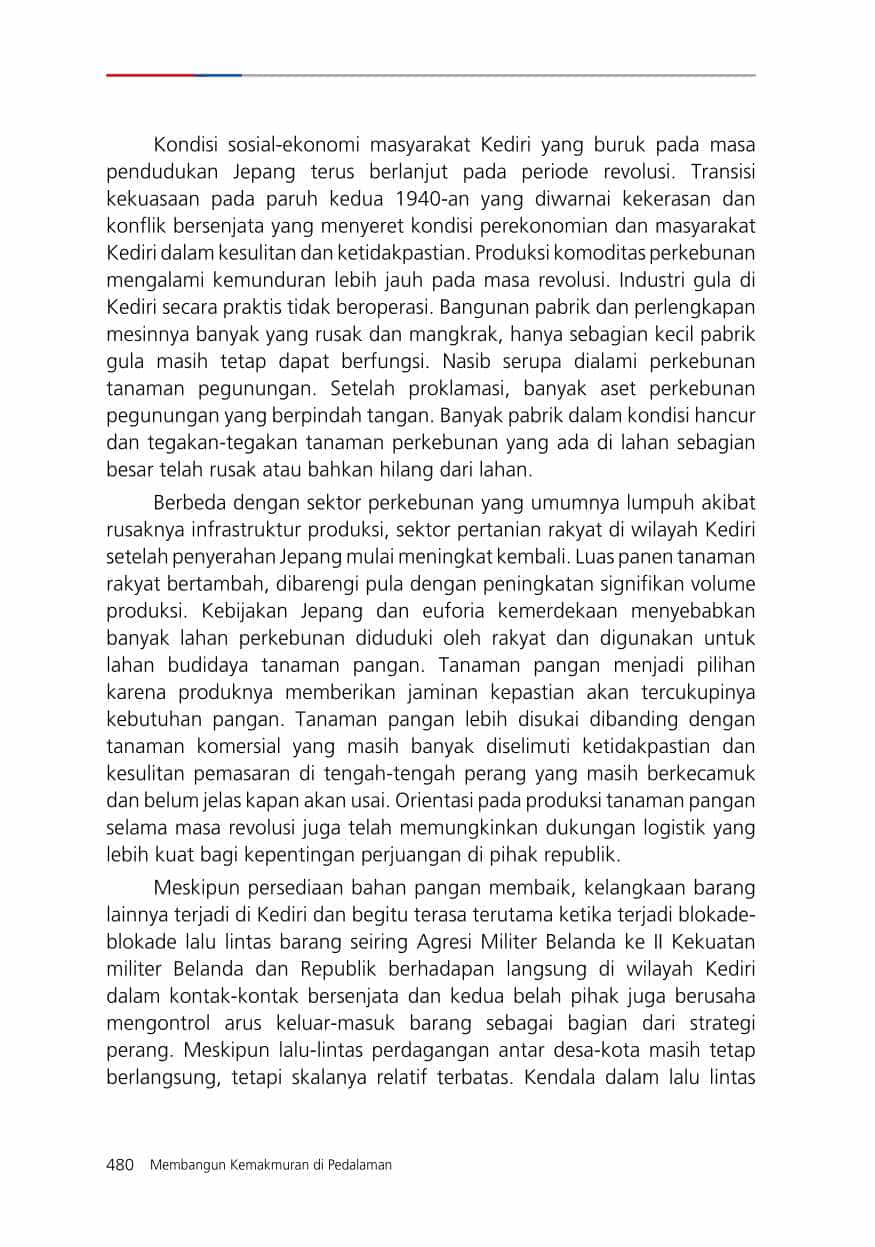 Kondisi sosial-ekonomi masyarakat Kediri yang buruk pada masa
pendudukan Jepang terus berlanjut pada periode revolusi. Transisi
kekuasaan pada paruh kedua 1940-an yang diwarnai kekerasan dan
konflik bersenjata yang menyeret kondisi perekonomian dan masyarakat
Kediri dalam kesulitan dan ketidakpastian. Produksi komoditas perkebunan
mengalami kemunduran lebih jauh pada masa revolusi. Industri gula di
Kediri secara praktis tidak beroperasi. Bangunan pabrik dan perlengkapan
mesinnya banyak yang rusak dan mangkrak, hanya sebagian kecil pabrik
gula masih tetap dapat berfungsi. Nasib serupa dialami perkebunan
tanaman pegunungan. Setelah proklamasi, banyak aset perkebunan
pegunungan yang berpindah tangan. Banyak pabrik dalam kondisi hancur
dan tegakan-tegakan tanaman perkebunan yang ada di lahan sebagian
besar telah rusak atau bahkan hilang dari lahan.
Berbeda dengan sektor perkebunan yang umumnya lumpuh akibat
rusaknya infrastruktur produksi, sektor pertanian rakyat di wilayah Kediri
setelah penyerahan Jepang mulai meningkat kembali. Luas panen tanaman
rakyat bertambah, dibarengi pula dengan peningkatan signifikan volume
produksi. Kebijakan Jepang dan euforia kemerdekaan menyebabkan
banyak lahan perkebunan diduduki oleh rakyat dan digunakan untuk
lahan budidaya tanaman pangan. Tanaman pangan menjadi pilihan
karena produknya memberikan jaminan kepastian akan tercukupinya
kebutuhan pangan. Tanaman pangan lebih disukai dibanding dengan
tanaman komersial yang masih banyak diselimuti ketidakpastian dan
kesulitan pemasaran di tengah-tengah perang yang masih berkecamuk
dan belum jelas kapan akan usai. Orientasi pada produksi tanaman pangan
selama masa revolusi juga telah memungkinkan dukungan logistik yang
lebih kuat bagi kepentingan perjuangan di pihak republik.
Meskipun persediaan bahan pangan membaik, kelangkaan barang
lainnya terjadi di Kediri dan begitu terasa terutama ketika terjadi blokade-
blokade lalu lintas barang seiring Agresi Militer Belanda ke II Kekuatan
militer Belanda dan Republik berhadapan langsung di wilayah Kediri
dalam kontak-kontak bersenjata dan kedua belah pihak juga berusaha
mengontrol arus keluar-masuk barang sebagai bagian dari strategi
perang. Meskipun lalu-lintas perdagangan antar desa-kota masih tetap
berlangsung, tetapi skalanya relatif terbatas. Kendala dalam lalu lintas
480 Membangun Kemakmuran di Pedalaman